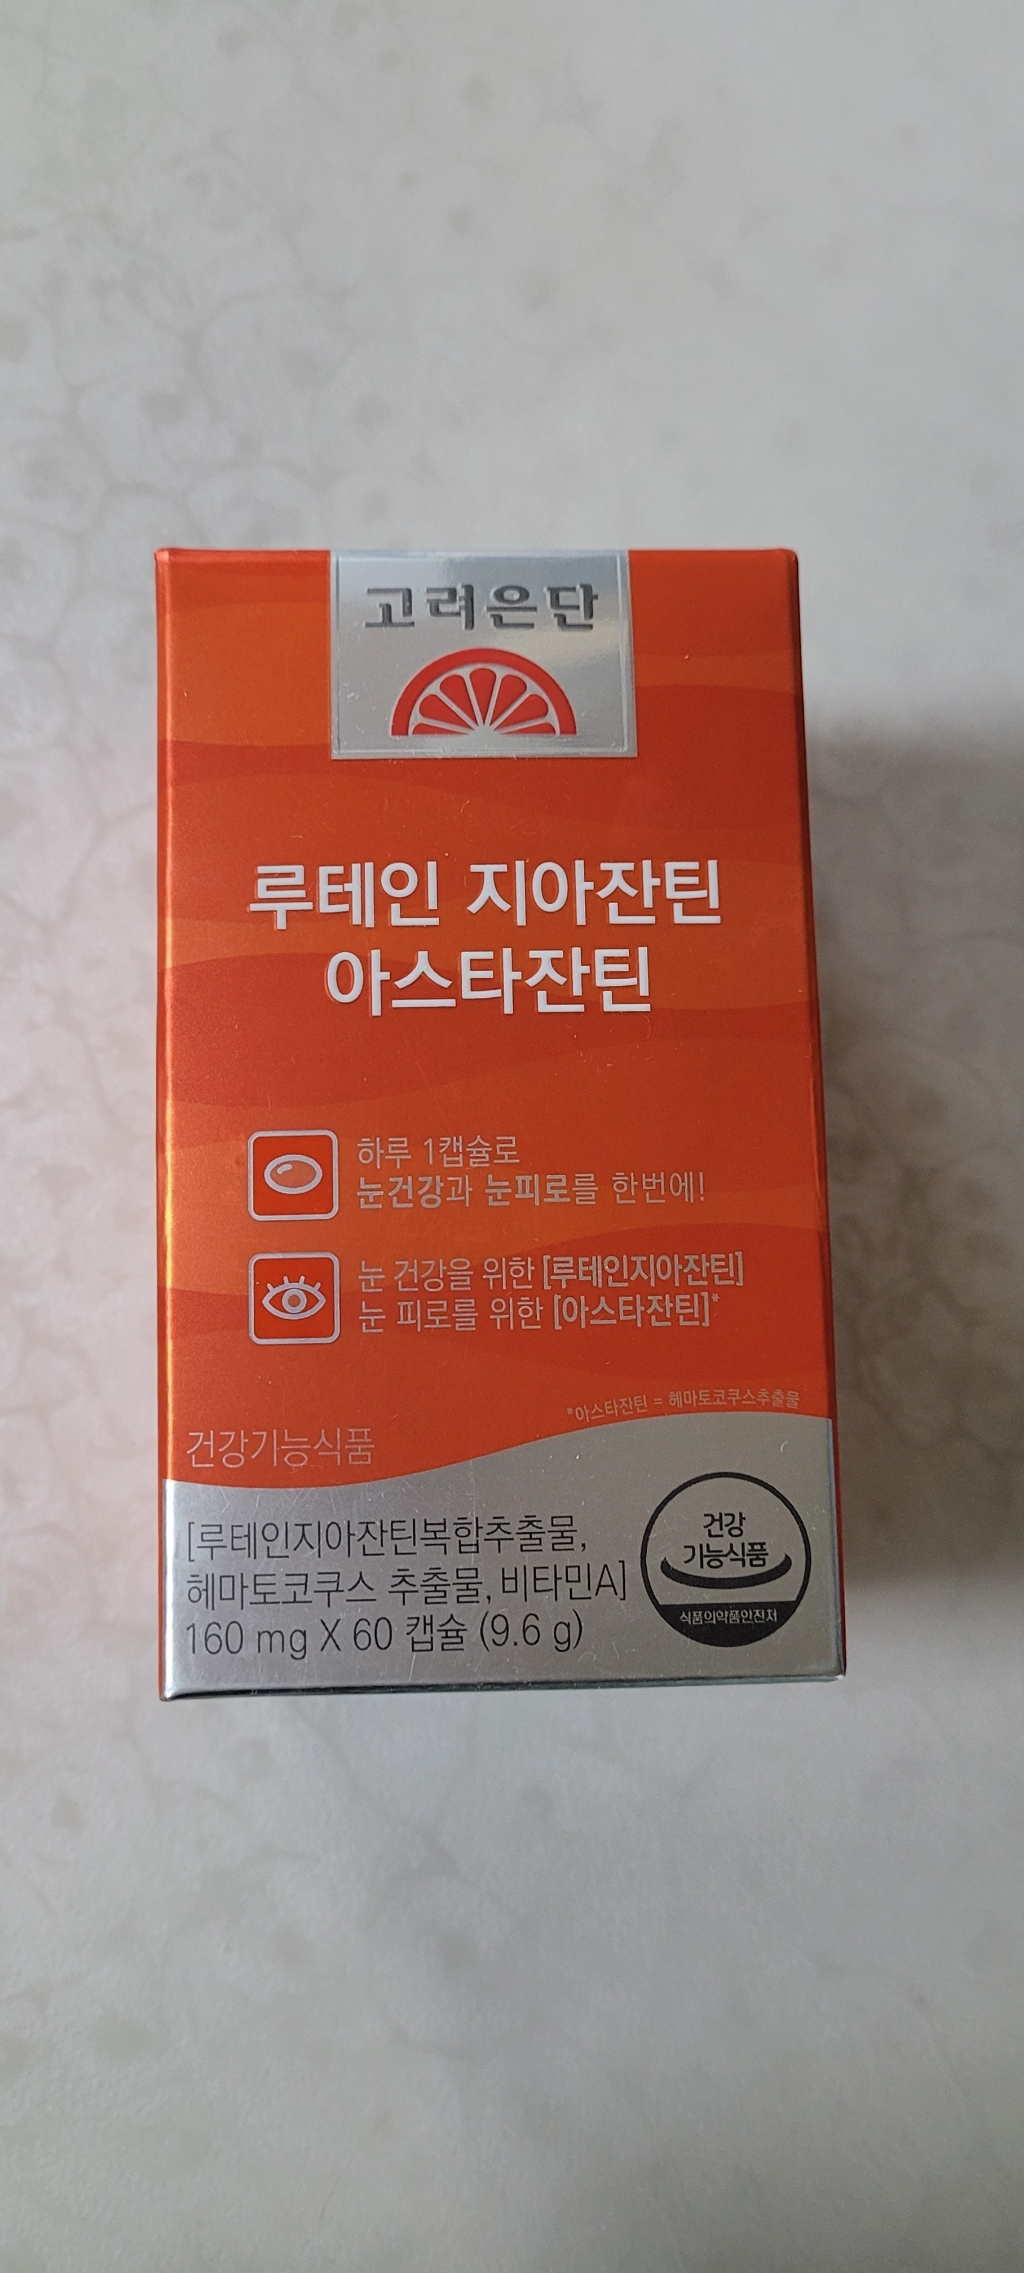 고려은단
루테인 지아잔틴
아스타잔틴
하루 1캡슐로
눈건강과 눈피로를 한번에!
눈 건강을 위한 [루테인지아잔틴]
눈 피로를 위한 [아스타잔틴]*
*아스타잔틴 = 헤마토코쿠스추출물
건강기능식품
[루테인지아잔틴복합추출물,
헤마토코쿠스 추출물, 비타민A]
160 mg X 60 캡슐 (9.6 g)
건강
기능식품
식품의약품안전처